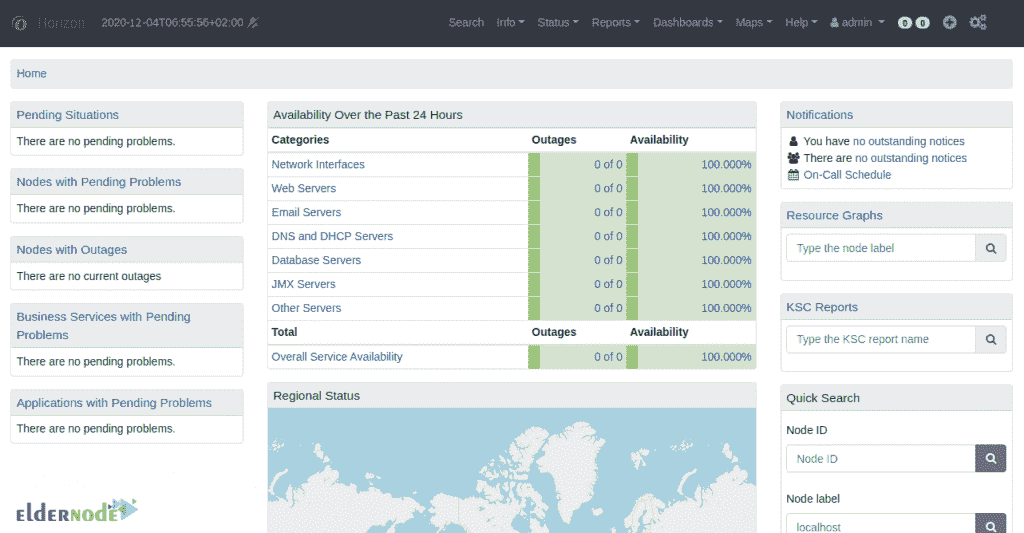 Horizon 2020-12-04T06:55:56+02:00 Search Info Status Reports Dashboards Maps Help admin 0 0
Home
Pending Situations
There are no pending problems.
Nodes with Pending Problems
There are no pending problems.
Nodes with Outages
There are no current outages
Business Services with Pending
Problems
There are no pending problems.
Applications with Pending Problems
There are no pending problems.
ELDERNODE
Availability Over the Past 24 Hours
Categories Outages Availability
Network Interfaces 0 of 0 100.000%
Web Servers 0 of 0 100.000%
Email Servers 0 of 0 100.000%
DNS and DHCP Servers 0 of 0 100.000%
Database Servers 0 of 0 100.000%
JMX Servers 0 of 0 100.000%
Other Servers 0 of 0 100.000%
Total Outages Availability
Overall Service Availability 0 of 0 100.000%
Regional Status
Notifications
You have no outstanding notices
There are no outstanding notices
On-Call Schedule
Resource Graphs
Type the node label
KSC Reports
Type the KSC report name
Quick Search
Node ID
Node ID
Node label
localhost